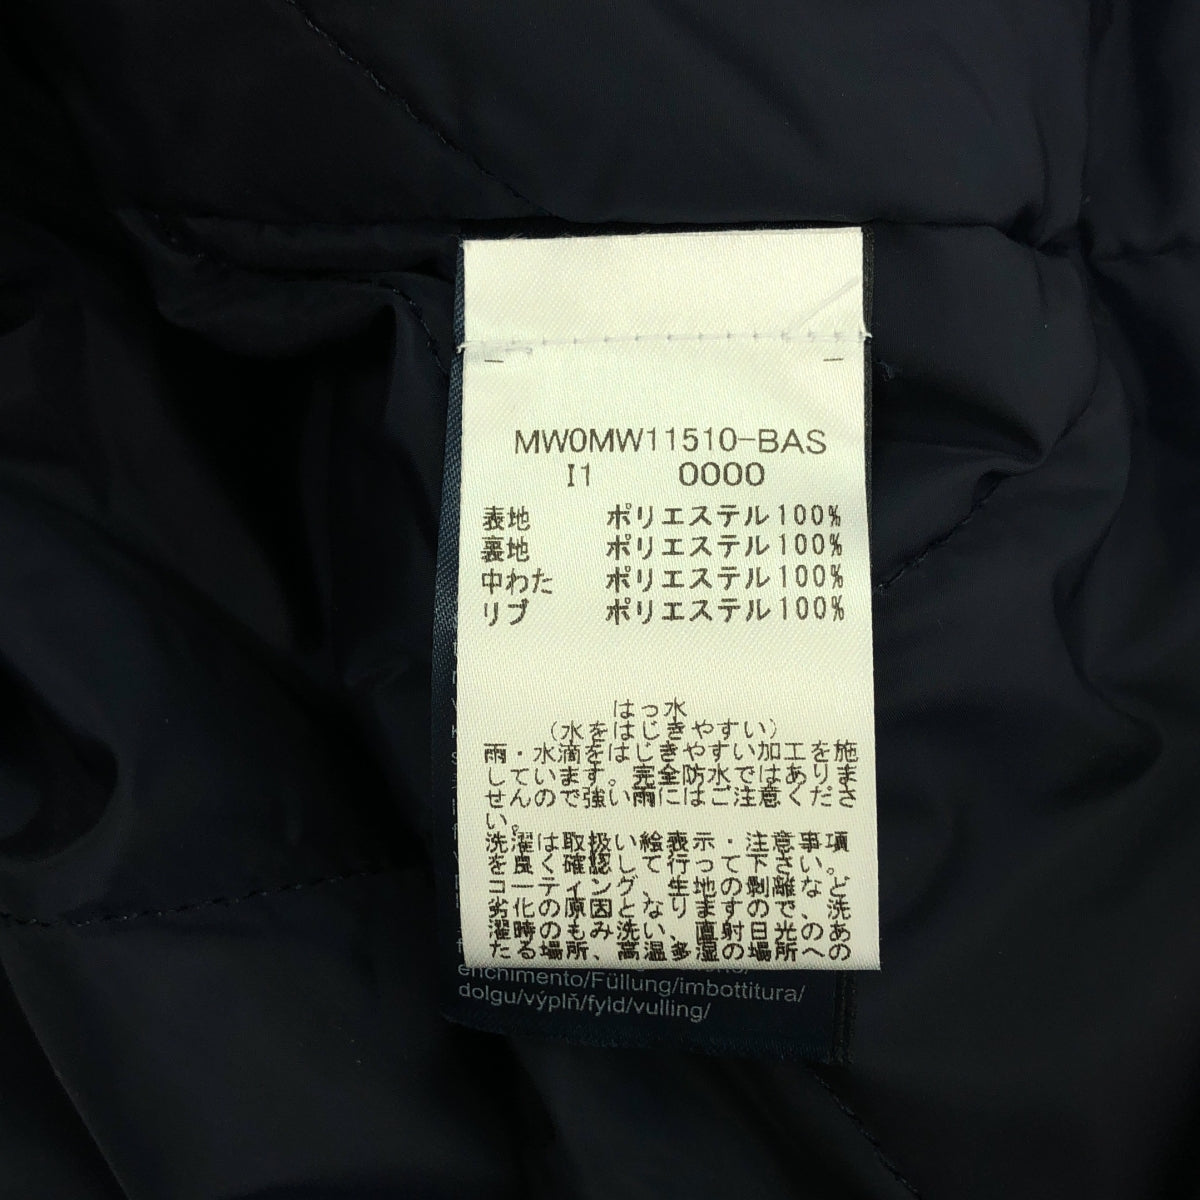 MW0MW11510-BAS
I1 0000
表地 ポリエステル100%
裏地 ポリエステル100%
中わた ポリエステル100%
リブ ポリエステル100%
はっ水
(水をはじきやすい)
雨・水滴をはじきやすい加工を施
しています。完全防水ではありま
せんので強い雨にはご注意くださ
い。
洗濯は取扱い絵表示・注意事項
を良く確認して行って下さい。
コーティング、生地の剥離など
劣化の原因となりますので、洗
濯時のもみ洗い、直射日光のあ
たる場所、高温多湿の場所への
enchimento/Füllung/imbottitura/
dolgu/výplň/fyld/vulling/